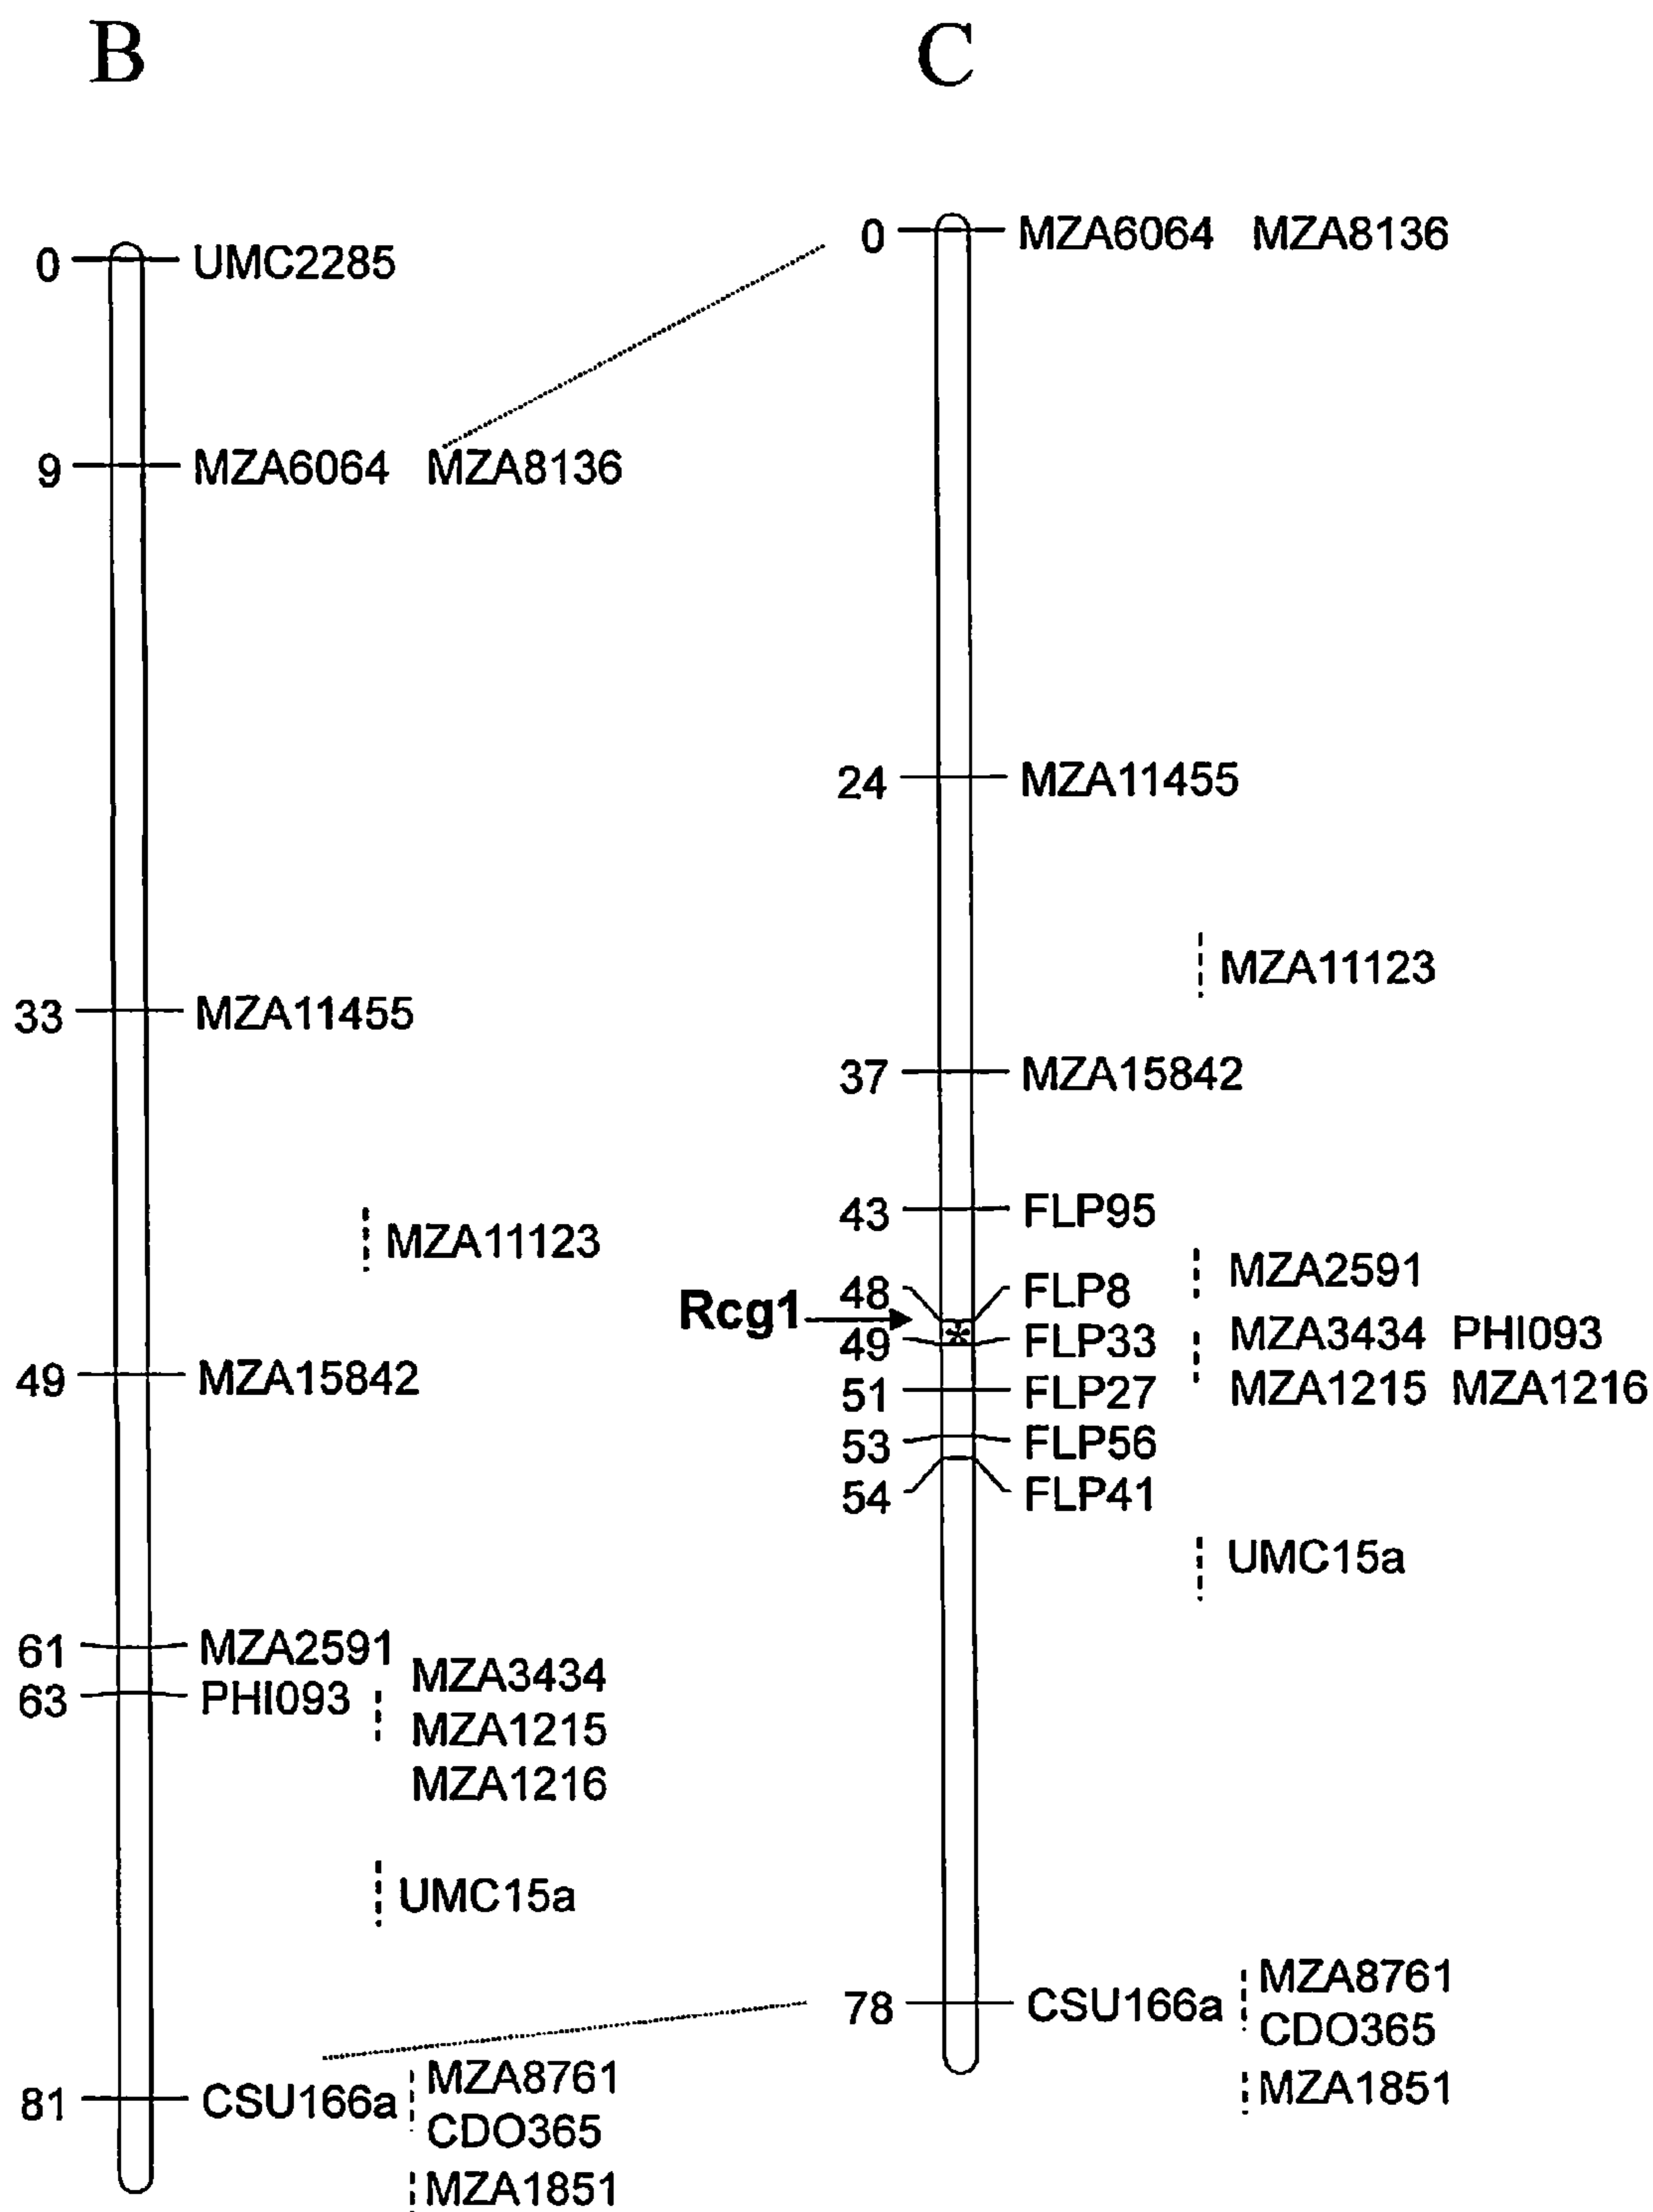 B
0 UMC2285
9 MZA6064 MZA8136
33 MZA11455
MZA11123
49 MZA15842
61 MZA2591
MZA3434
63 PHI093
MZA1215
MZA1216
UMC15a
MZA8761
81 CSU166a
CDO365
MZA1851
C
0 MZA6064 MZA8136
24 MZA11455
MZA11123
37 MZA15842
43 FLP95
MZA2591
48 FLP8
Rcg1
49 FLP33 MZA3434 PHI093
51 FLP27 MZA1215 MZA1216
53 FLP56
54 FLP41
UMC15a
MZA8761
78 CSU166a
CDO365
MZA1851